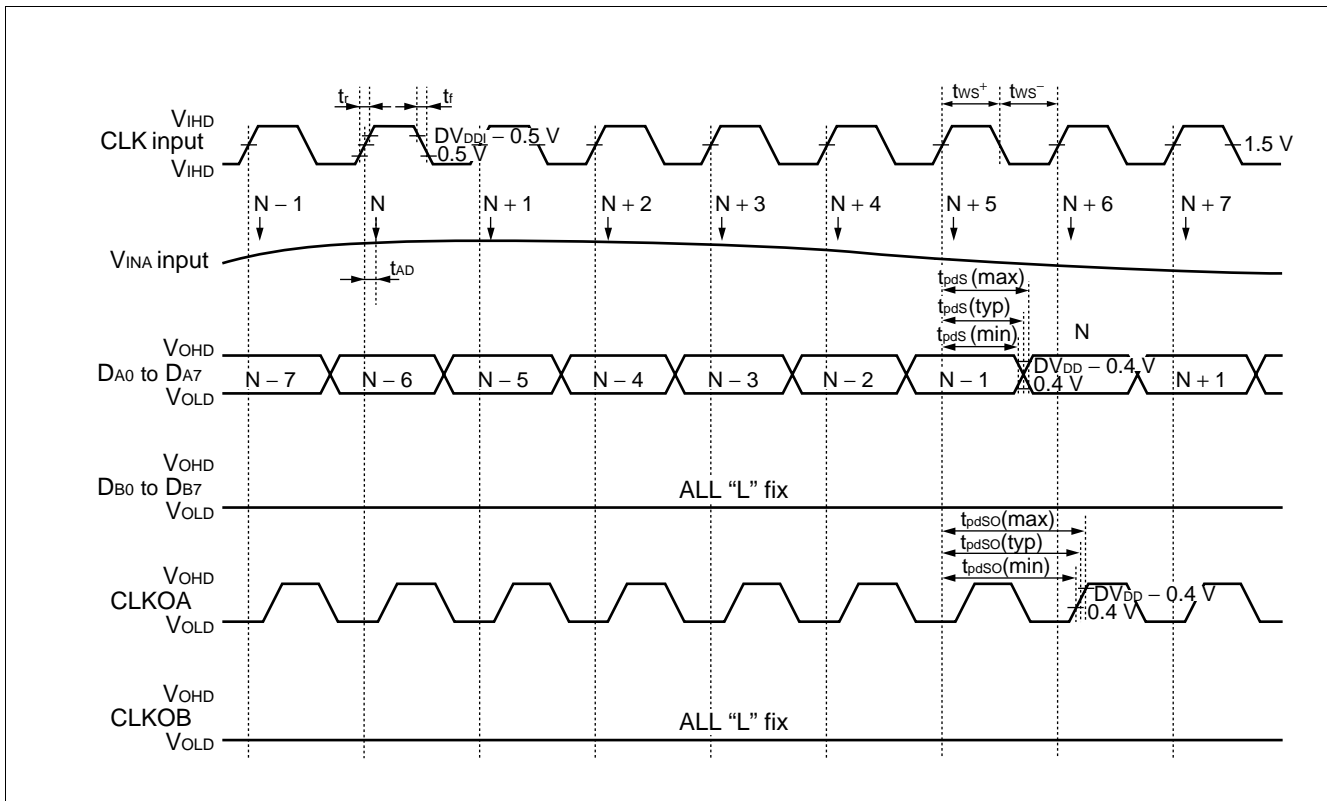 tr
tf
tWS+
tWS−
VIHD
CLK input
VIHD
DVDDI − 0.5 V
0.5 V
1.5 V
N − 1
N
N + 1
N + 2
N + 3
N + 4
N + 5
N + 6
N + 7
VINA input
tAD
tpdS (max)
tpdS (typ)
tpdS (min)
N
VOHD
DA0 to DA7
VOLD
N − 7
N − 6
N − 5
N − 4
N − 3
N − 2
N − 1
DVDD − 0.4 V
0.4 V
N + 1
VOHD
DB0 to DB7
VOLD
ALL “L” fix
tpdSO(max)
tpdSO(typ)
tpdSO(min)
VOHD
CLKOA
VOLD
DVDD − 0.4 V
0.4 V
VOHD
CLKOB
VOLD
ALL “L” fix